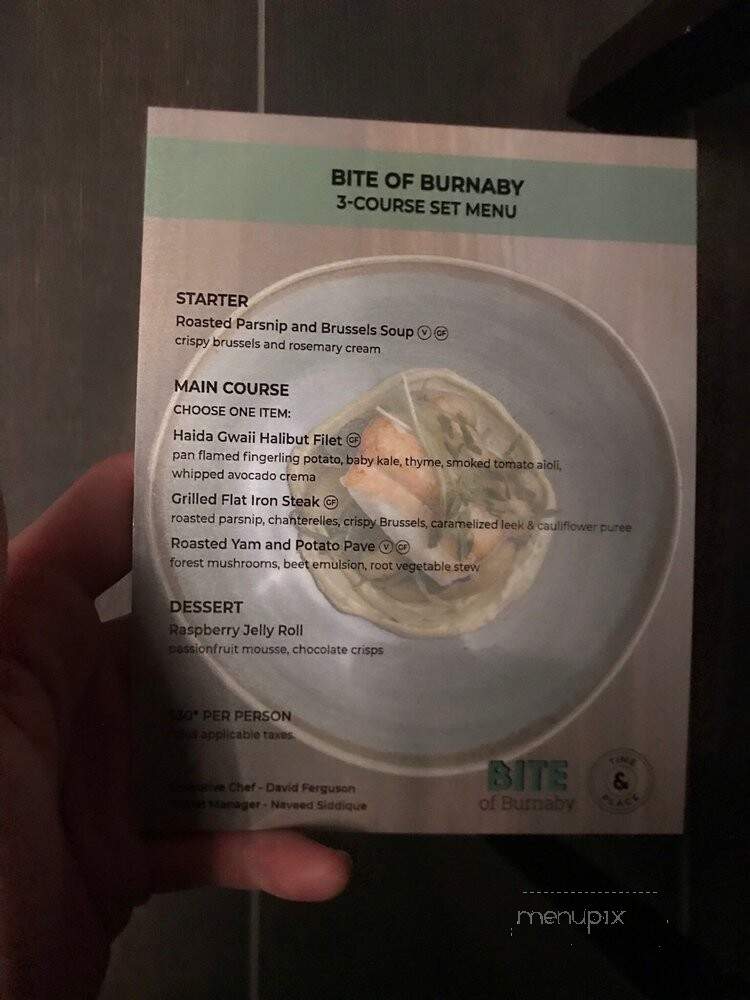 BITE OF BURNABY
3-COURSE SET MENU
STARTER
Roasted Parsnip and Brussels Soup V GF
crispy brussels and rosemary cream
MAIN COURSE
CHOOSE ONE ITEM:
Haida Gwaii Halibut Filet GF
pan flamed fingerling potato, baby kale, thyme, smoked tomato aioli,
whipped avocado crema
Grilled Flat Iron Steak GF
roasted parsnip, chanterelles, crispy Brussels, caramelized leek & cauliflower puree
Roasted Yam and Potato Pave V GF
forest mushrooms, beet emulsion, root vegetable stew
DESSERT
Raspberry Jelly Roll
passionfruit mousse, chocolate crisps
$30* PER PERSON
applicable taxes
Chef - David Ferguson
Manager - Naveed Siddique
BITE
of Burnaby
TIME
&
PLACE
menupix